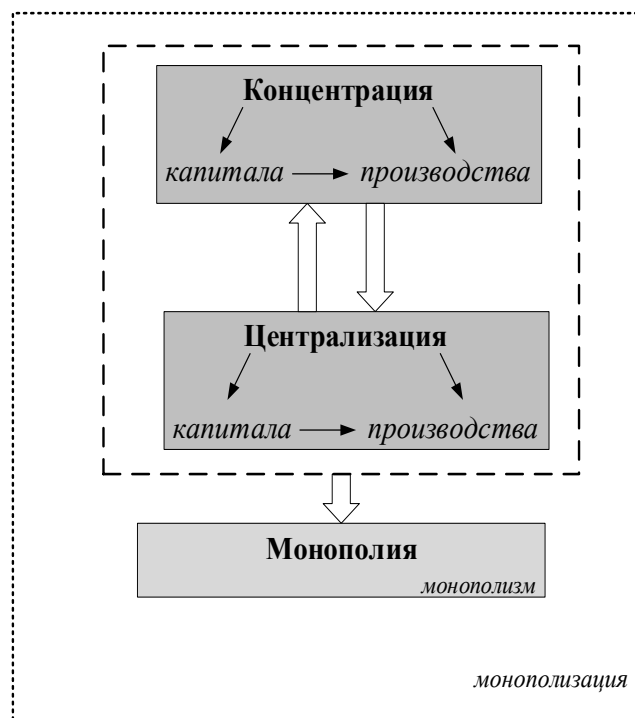 Концентрация
капитала производства
Централизация
капитала производства
Монополия
монополизм
монополизация